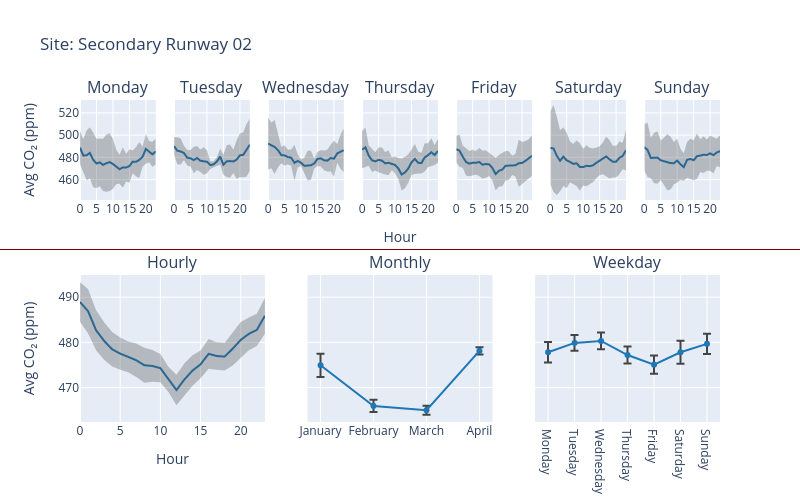 Site: Secondary Runway 02
Monday Tuesday Wednesday Thursday Friday Saturday Sunday
Avg CO₂ (ppm)
520
500
480
460
0 5 10 15 20 0 5 10 15 20 0 5 10 15 20 0 5 10 15 20 0 5 10 15 20 0 5 10 15 20 0 5 10 15 20
Hour
Hourly Monthly Weekday
Avg CO₂ (ppm)
490
480
470
0 5 10 15 20
Hour
January February March April
Monday
Tuesday
Wednesday
Thursday
Friday
Saturday
Sunday